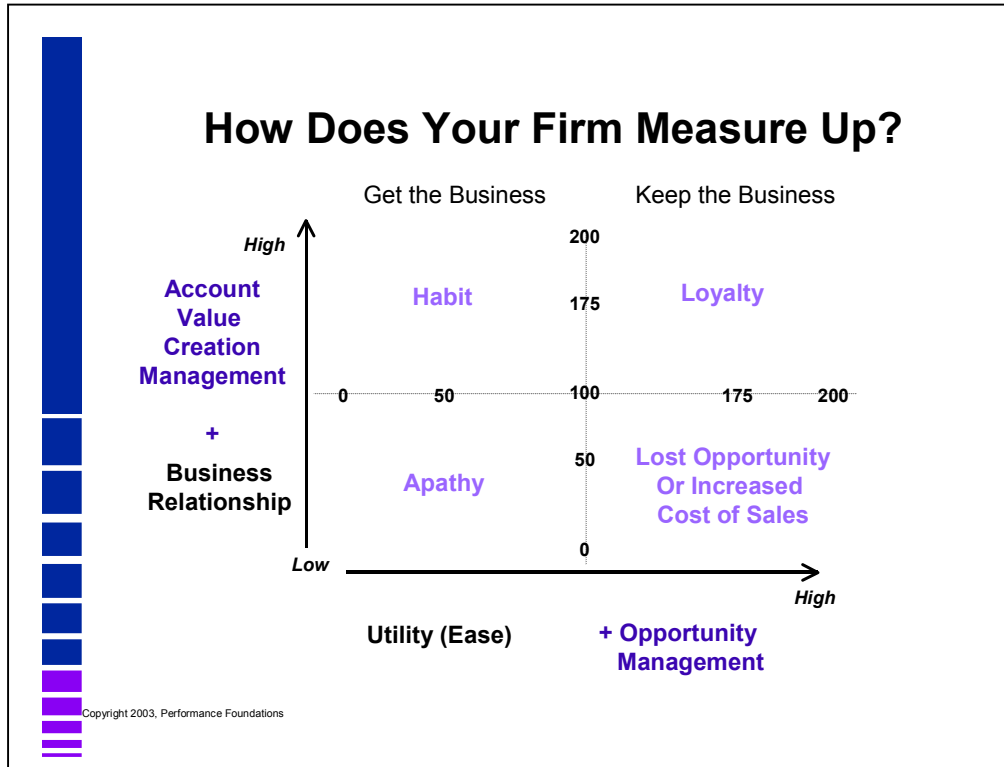 How Does Your Firm Measure Up?
Get the Business
Keep the Business
High
200
Account
Value
Creation
Management
Habit
175
Loyalty
0
50
100
175
200
+
Business
Relationship
Apathy
50
Lost Opportunity
Or Increased
Cost of Sales
0
Low
High
Utility (Ease)
+ Opportunity
Management
Copyright 2003, Performance Foundations